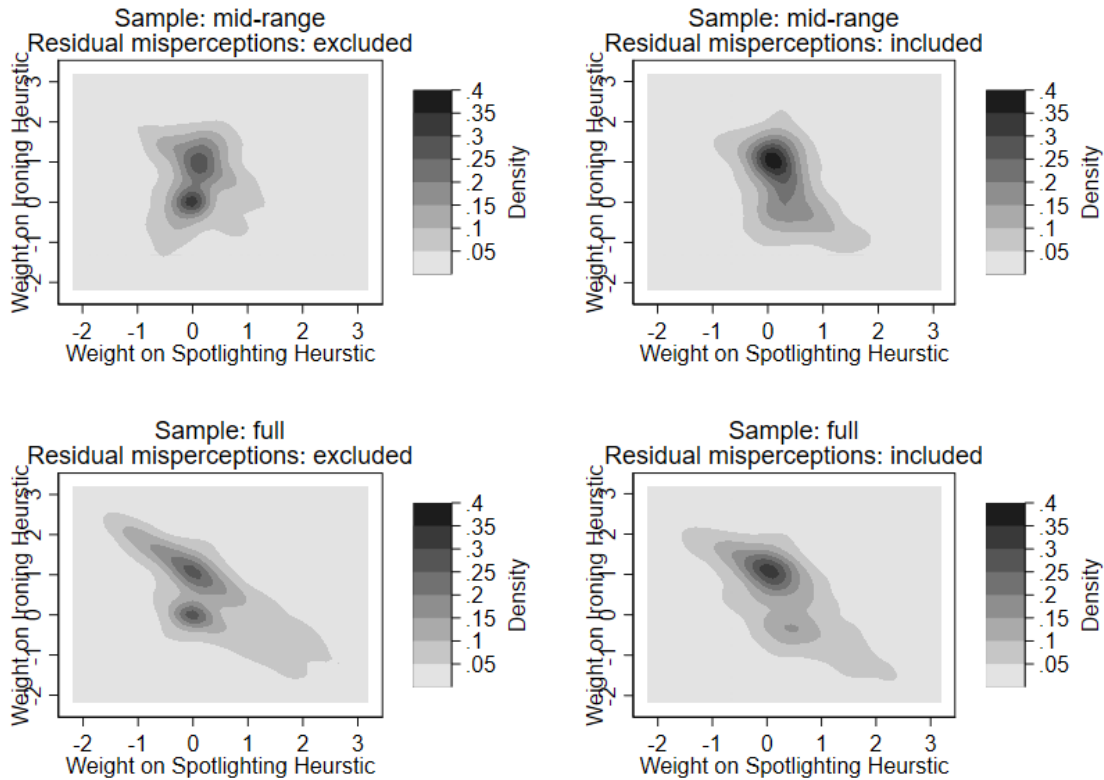 Sample: mid-range
Residual misperceptions: excluded
Weight on Ironing Heurstic
3
2
1
0
-1
-2
-2 -1 0 1 2 3
Weight on Spotlighting Heurstic
.4
.35
.3
.25
.2
.15
.1
.05
Density
Sample: mid-range
Residual misperceptions: included
Weight on Ironing Heurstic
3
2
1
0
-1
-2
-2 -1 0 1 2 3
Weight on Spotlighting Heurstic
.4
.35
.3
.25
.2
.15
.1
.05
Density
Sample: full
Residual misperceptions: excluded
Weight on Ironing Heurstic
3
2
1
0
-1
-2
-2 -1 0 1 2 3
Weight on Spotlighting Heurstic
.4
.35
.3
.25
.2
.15
.1
.05
Density
Sample: full
Residual misperceptions: included
Weight on Ironing Heurstic
3
2
1
0
-1
-2
-2 -1 0 1 2 3
Weight on Spotlighting Heurstic
.4
.35
.3
.25
.2
.15
.1
.05
Density